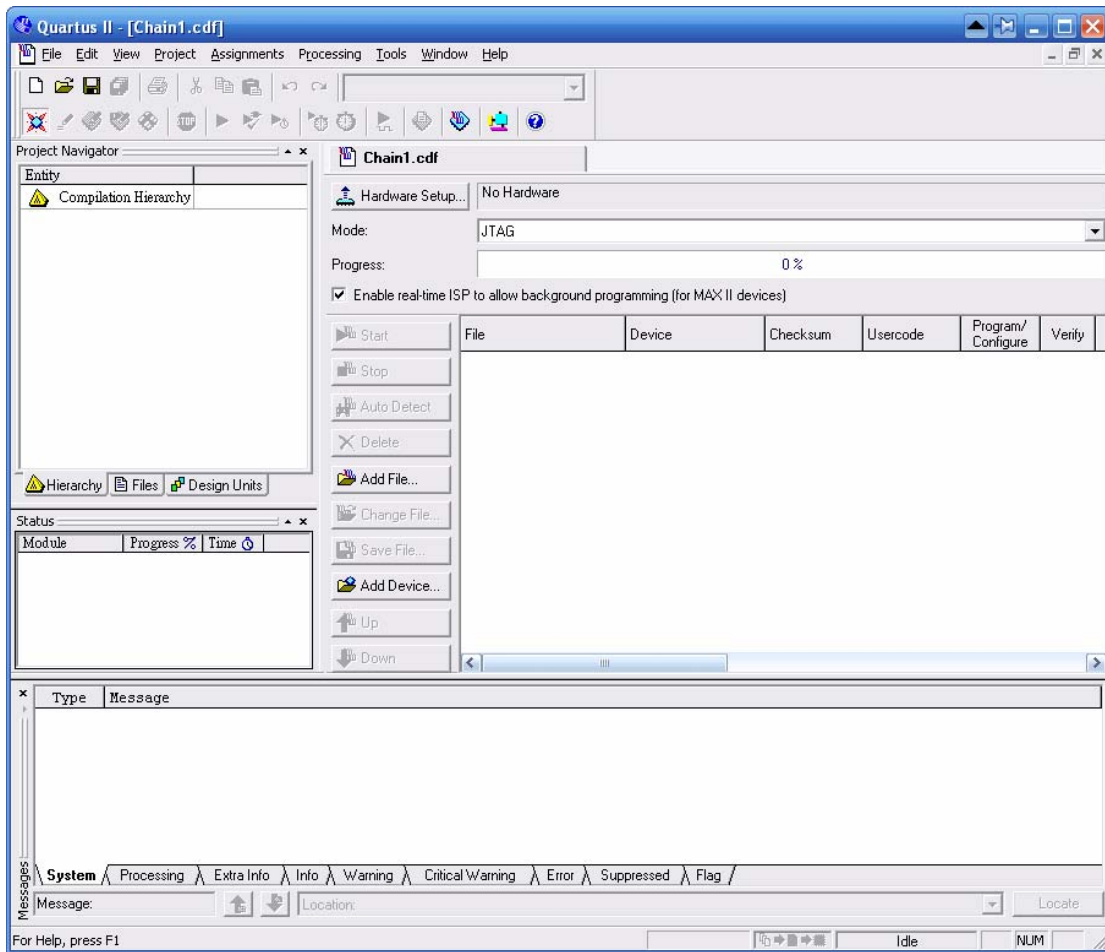 Quartus II - [Chain1.cdf]
File Edit View Project Assignments Processing Tools Window Help
STOP
Project Navigator
Entity
Compilation Hierarchy
Hierarchy Files Design Units
Status
Module Progress % Time
Chain1.cdf
Hardware Setup... No Hardware
Mode: JTAG
Progress: 0 %
Enable real-time ISP to allow background programming (for MAX II devices)
Start
Stop
Auto Detect
Delete
Add File...
Change File...
Save File...
Add Device...
Up
Down
File Device Checksum Usercode Program/ Verify
Configure
Type Message
Messages
System Processing Extra Info Info Warning Critical Warning Error Suppressed Flag
Message: Location: Locate
For Help, press F1 Idle NUM